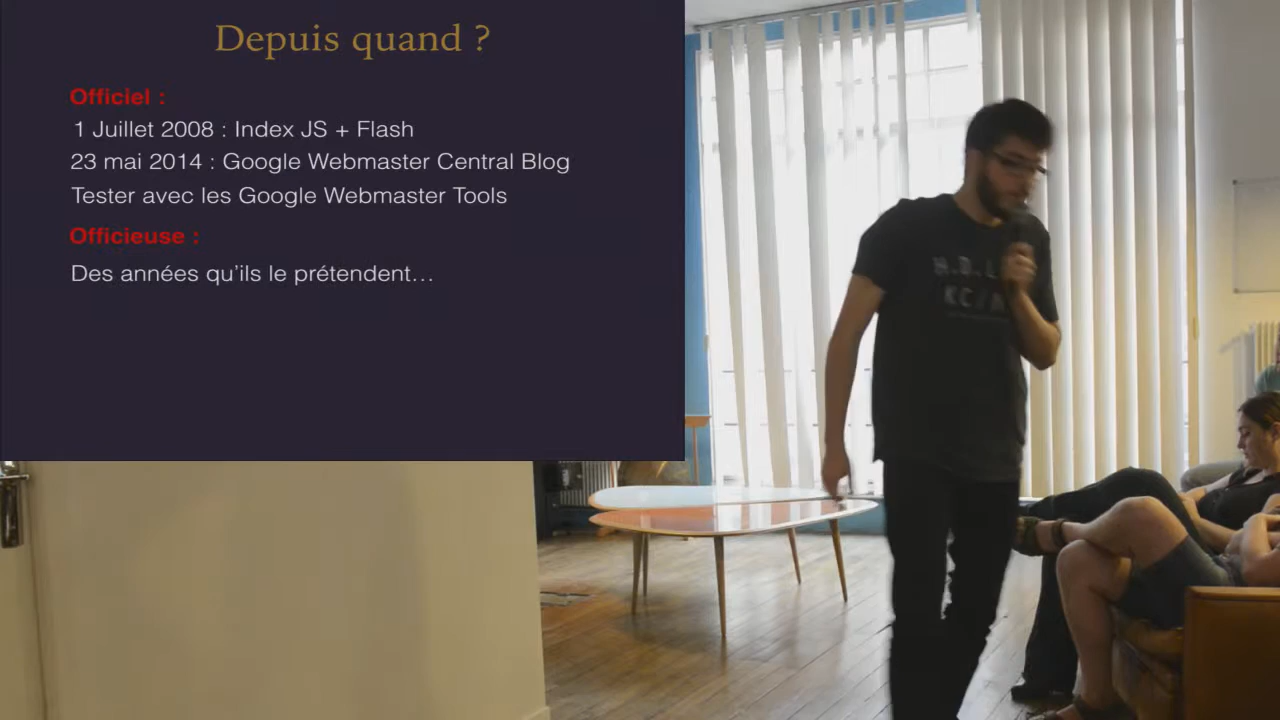 Depuis quand ?
Officiel :
1 Juillet 2008 : Index JS + Flash
23 mai 2014 : Google Webmaster Central Blog
Tester avec les Google Webmaster Tools
Officieuse :
Des années qu'ils le prétendent…